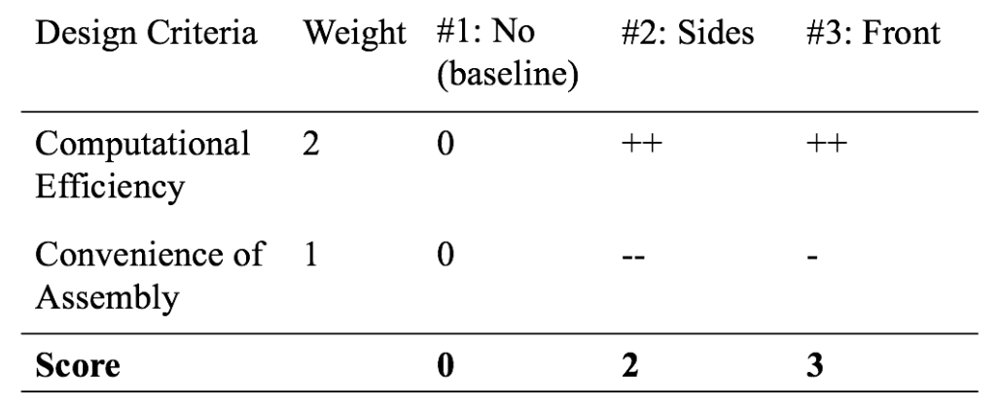 Design Criteria Weight #1: No #2: Sides #3: Front
(baseline)
Computational 2 0 ++ ++
Efficiency
Convenience of 1 0 -- -
Assembly
Score 0 2 3